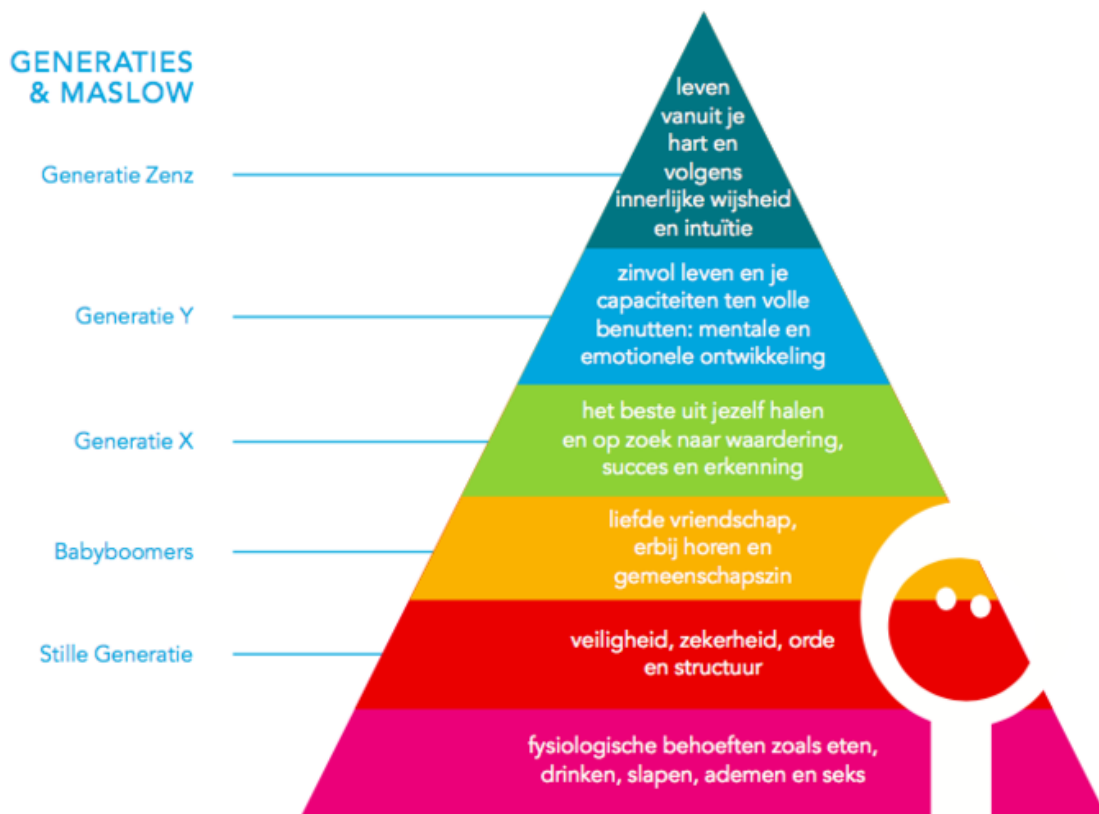 GENERATIES
& MASLOW
Generatie Zenz
leven
vanuit je
hart en
volgens
innerlijke wijsheid
en intuïtie
Generatie Y
zinvol leven en je
capaciteiten ten volle
benutten: mentale en
emotionele ontwikkeling
Generatie X
het beste uit jezelf halen
en op zoek naar waardering,
succes en erkenning
Babyboomers
liefde vriendschap,
erbij horen en
gemeenschapszin
Stille Generatie
veiligheid, zekerheid, orde
en structuur
fysiologische behoeften zoals eten,
drinken, slapen, ademen en seks